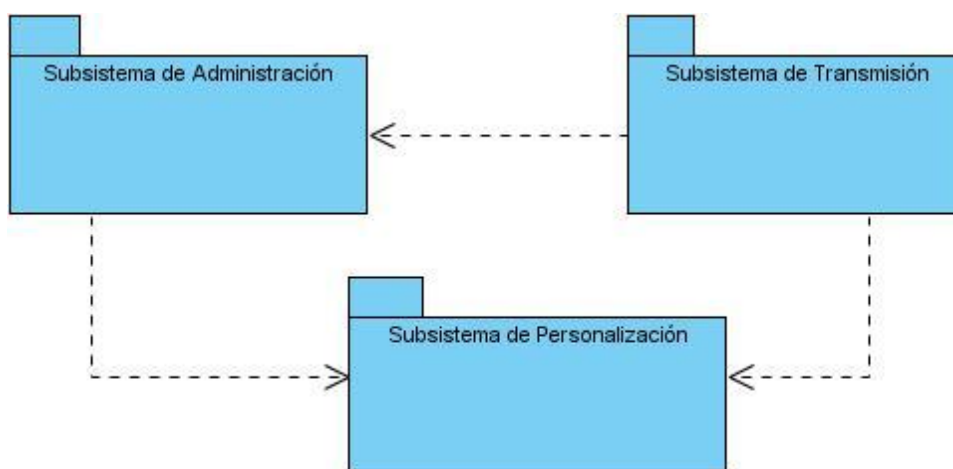 Subsistema de Administración
Subsistema de Transmisión
Subsistema de Personalización